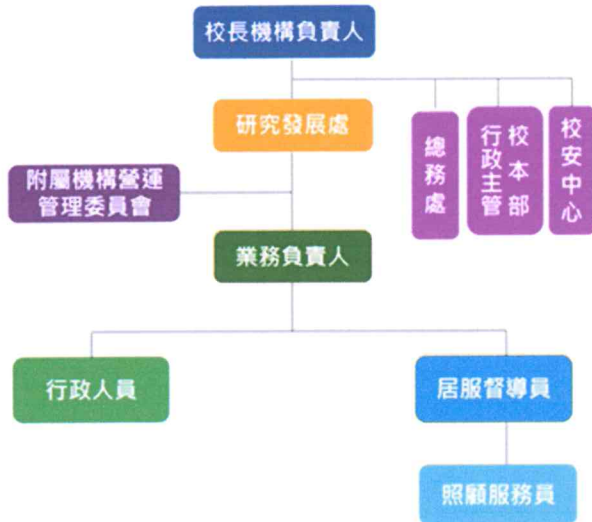 校長機構負責人
研究發展處
總務處
校本部
行政主管
校安中心
附屬機構營運
管理委員會
業務負責人
行政人員
居服督導員
照顧服務員